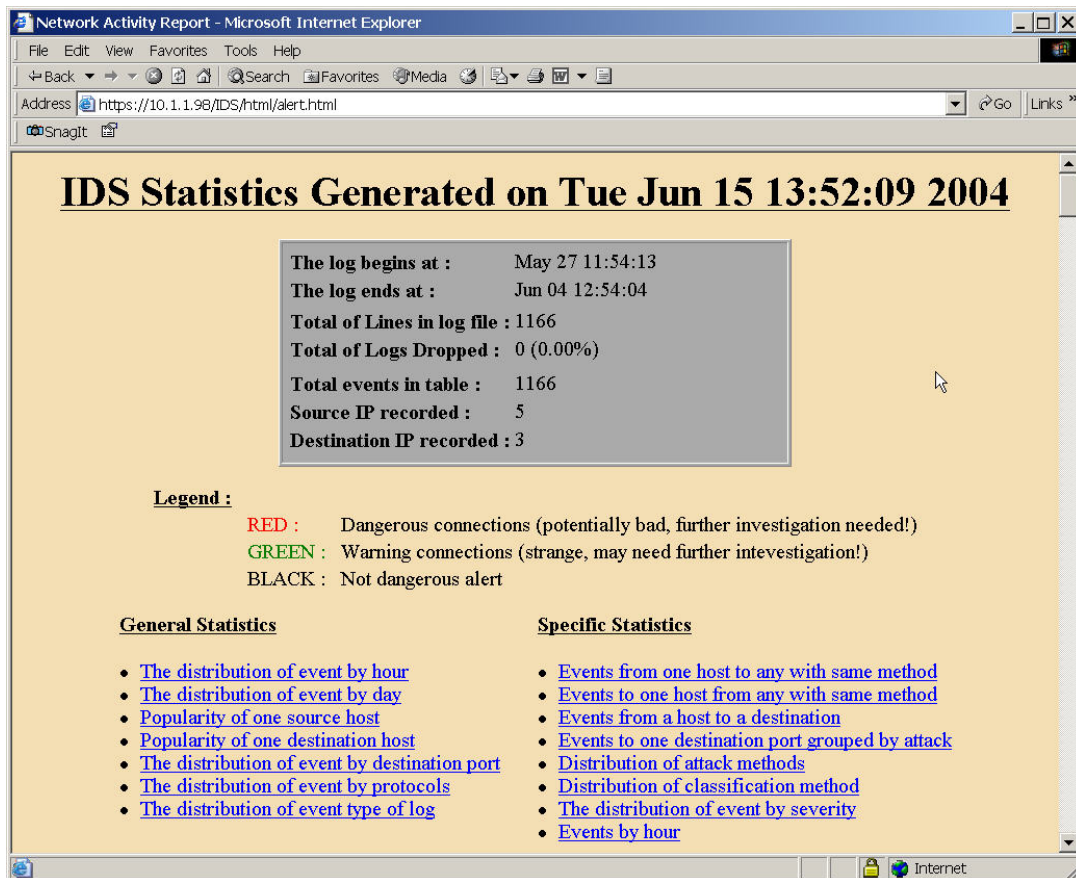 Network Activity Report - Microsoft Internet Explorer
File Edit View Favorites Tools Help
Back Search Favorites Media
Address https://10.1.1.98/IDS/html/alert.html Go Links »
SnagIt
IDS Statistics Generated on Tue Jun 15 13:52:09 2004
The log begins at : May 27 11:54:13
The log ends at : Jun 04 12:54:04
Total of Lines in log file : 1166
Total of Logs Dropped : 0 (0.00%)
Total events in table : 1166
Source IP recorded : 5
Destination IP recorded : 3
Legend :
RED : Dangerous connections (potentially bad, further investigation needed!)
GREEN : Warning connections (strange, may need further intevestigation!)
BLACK : Not dangerous alert
General Statistics
The distribution of event by hour
The distribution of event by day
Popularity of one source host
Popularity of one destination host
The distribution of event by destination port
The distribution of event by protocols
The distribution of event type of log
Specific Statistics
Events from one host to any with same method
Events to one host from any with same method
Events from a host to a destination
Events to one destination port grouped by attack
Distribution of attack methods
Distribution of classification method
The distribution of event by severity
Events by hour
Internet